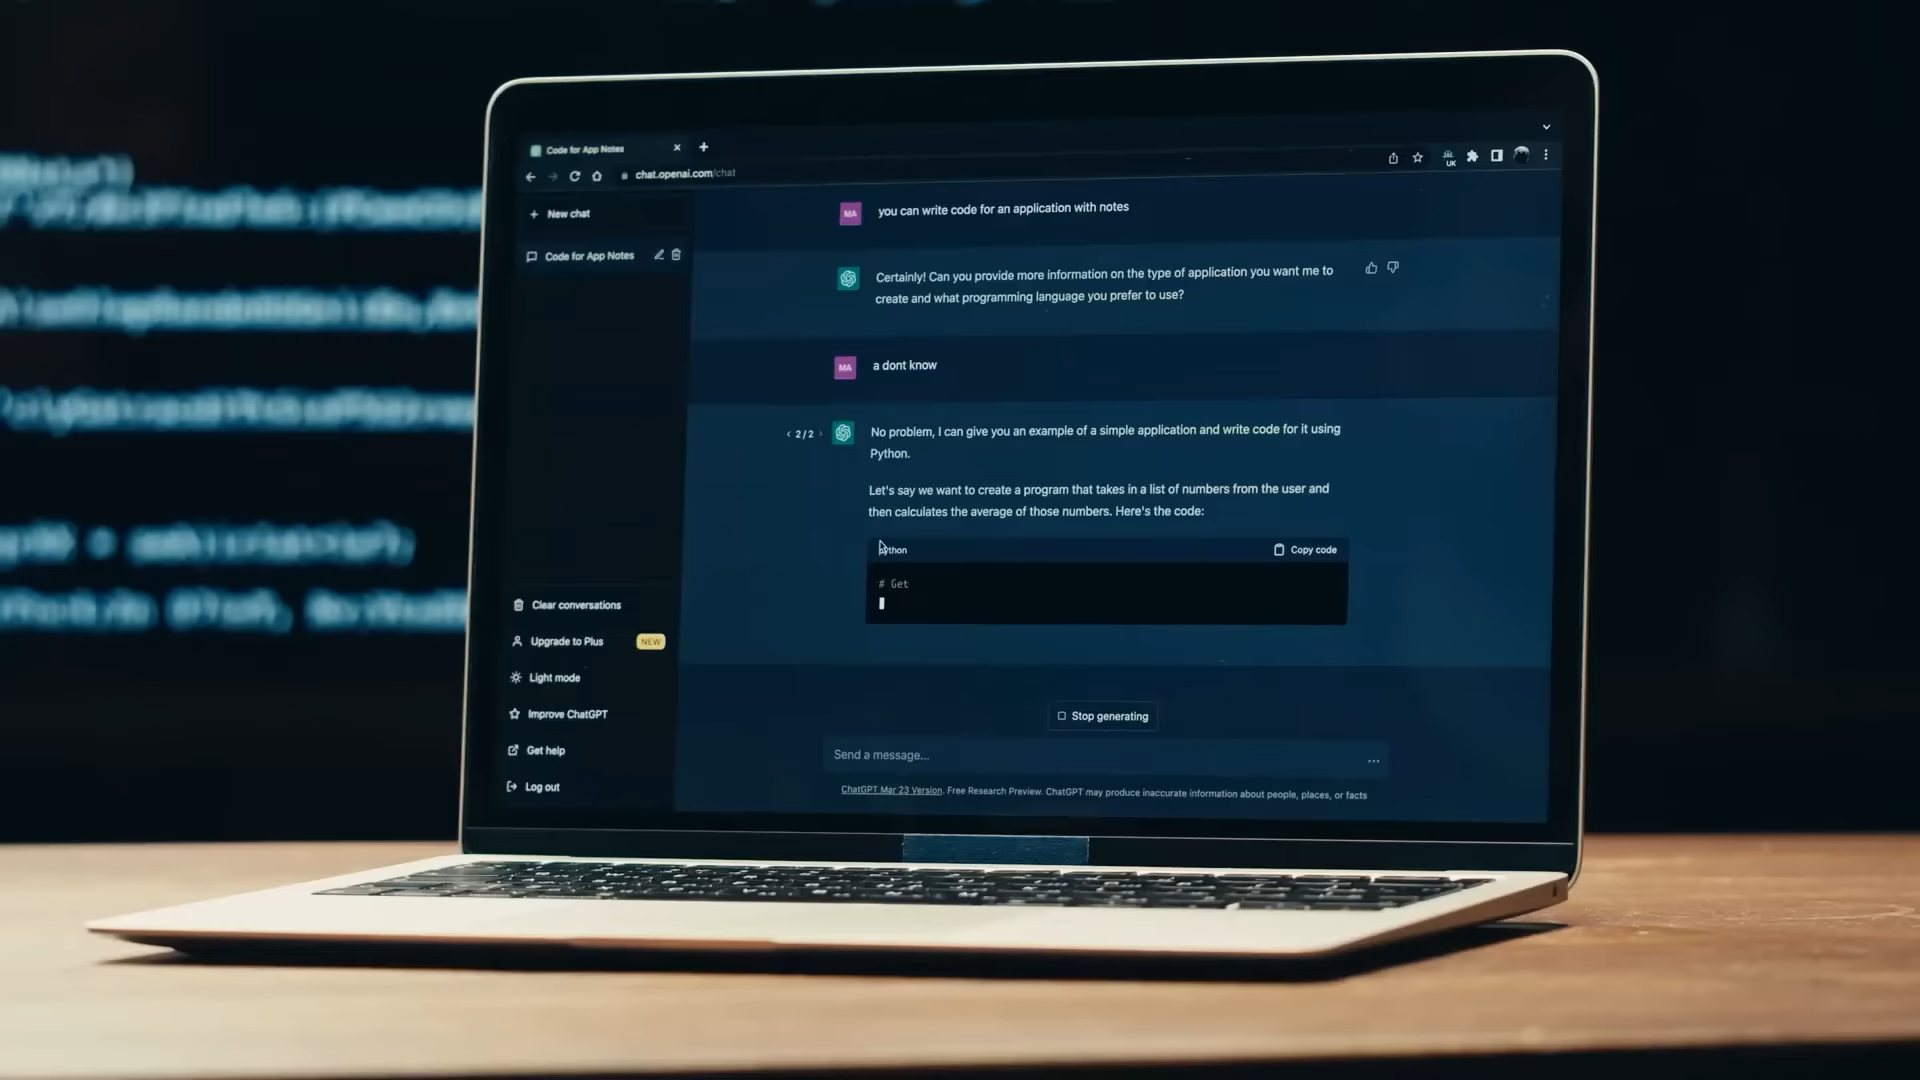 Code for App Notes
chat.openai.com/chat
UK
New chat
Code for App Notes
MA
you can write code for an application with notes
Certainly! Can you provide more information on the type of application you want me to
create and what programming language you prefer to use?
MA
a dont know
2/2
No problem, I can give you an example of a simple application and write code for it using
Python.
Let's say we want to create a program that takes in a list of numbers from the user and
then calculates the average of those numbers. Here's the code:
python
Copy code
# Get
Clear conversations
Upgrade to Plus
NEW
Light mode
Improve ChatGPT
Get help
Log out
Stop generating
Send a message...
ChatGPT Mar 23 Version. Free Research Preview. ChatGPT may produce inaccurate information about people, places, or facts